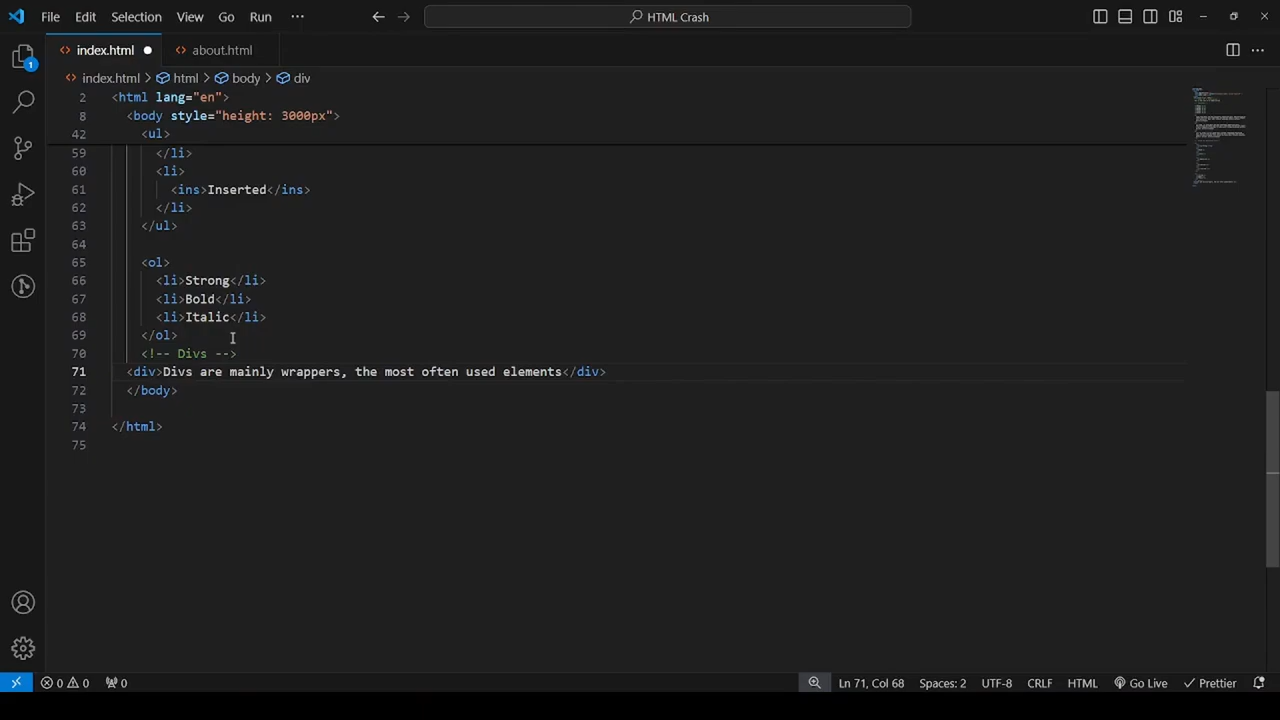 File Edit Selection View Go Run ··· HTML Crash
index.html about.html
index.html > html > body > div
2 <html lang="en">
8 <body style="height: 3000px">
42 <ul>
59 </li>
60 <li>
61 <ins>Inserted</ins>
62 </li>
63 </ul>
64
65 <ol>
66 <li>Strong</li>
67 <li>Bold</li>
68 <li>Italic</li>
69 </ol>
70 <!-- Divs -->
71 <div>Divs are mainly wrappers, the most often used elements</div>
72 </body>
73
74 </html>
75
1
0 0 0 Ln 71, Col 68 Spaces: 2 UTF-8 CRLF HTML Go Live Prettier